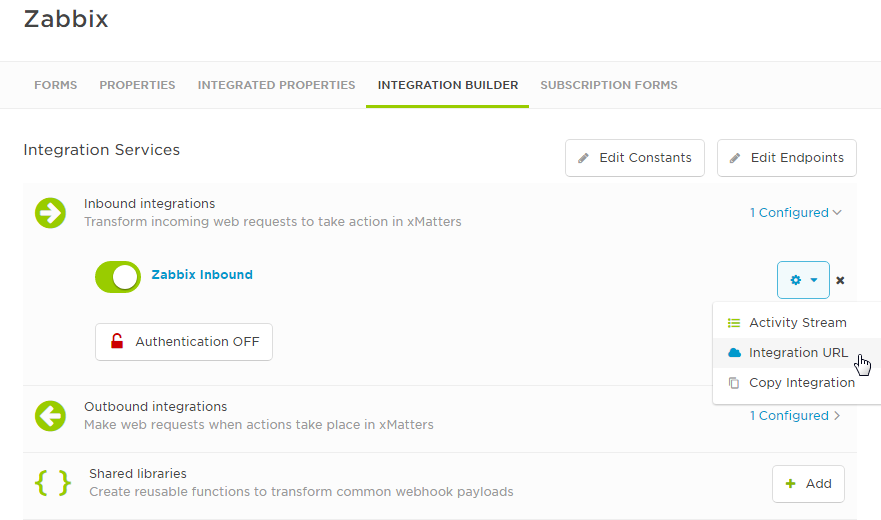 Zabbix
FORMS PROPERTIES INTEGRATED PROPERTIES INTEGRATION BUILDER SUBSCRIPTION FORMS
Integration Services
Edit Constants
Edit Endpoints
Inbound integrations
Transform incoming web requests to take action in xMatters
1 Configured
Zabbix Inbound
Authentication OFF
Activity Stream
Integration URL
Copy Integration
Outbound integrations
Make web requests when actions take place in xMatters
1 Configured
{ }
Shared libraries
Create reusable functions to transform common webhook payloads
+ Add